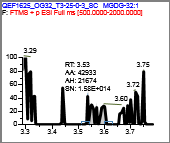 QEF1625_OG32_T3-25-0-3_SC MGDG-32:1
F: FTMS + p ESI Full ms [500.0000-2000.0000]
3.29
3.75
RT: 3.53
AA: 42933
AH: 21674
SN: 1.58E+014
3.72
3.60
100
80
60
40
20
0
3.3 3.4 3.5 3.6 3.7